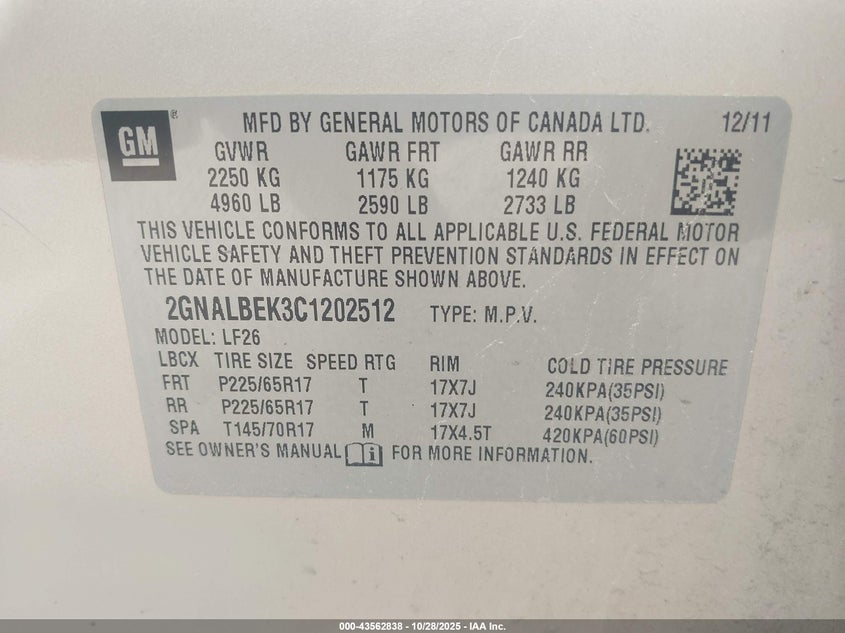 GM ®
MFD BY GENERAL MOTORS OF CANADA LTD. 12/11
GVWR GAWR FRT GAWR RR
2250 KG 1175 KG 1240 KG
4960 LB 2590 LB 2733 LB
THIS VEHICLE CONFORMS TO ALL APPLICABLE U.S. FEDERAL MOTOR
VEHICLE SAFETY AND THEFT PREVENTION STANDARDS IN EFFECT ON
THE DATE OF MANUFACTURE SHOWN ABOVE.
2GNALBEK3C1202512 TYPE: M.P.V.
MODEL: LF26
LBCX TIRE SIZE SPEED RTG RIM COLD TIRE PRESSURE
FRT P225/65R17 T 17X7J 240KPA(35PSI)
RR P225/65R17 T 17X7J 240KPA(35PSI)
SPA T145/70R17 M 17X4.5T 420KPA(60PSI)
SEE OWNER'S MANUAL i FOR MORE INFORMATION.
000-43562838 - 10/28/2025 - IAA Inc.